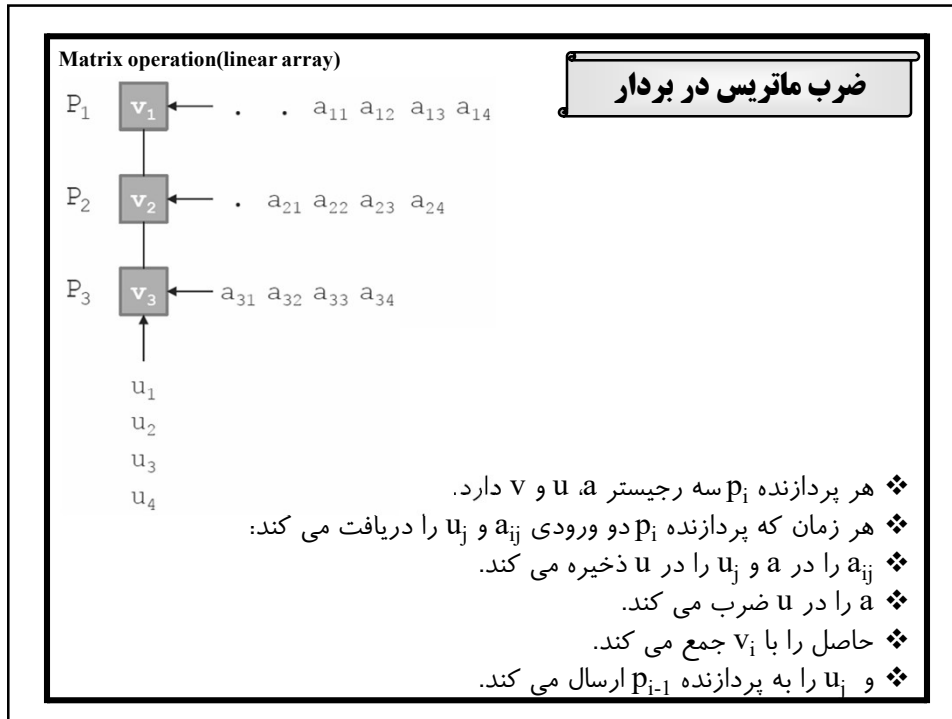 Matrix operation(linear array)
ضرب ماتریس در بردار
P₁ v₁ . . a₁₁ a₁₂ a₁₃ a₁₄
P₂ v₂ . a₂₁ a₂₂ a₂₃ a₂₄
P₃ v₃ a₃₁ a₃₂ a₃₃ a₃₄
u₁
u₂
u₃
u₄
❖ هر پردازنده pᵢ سه رجیستر a، u و v دارد.
❖ هر زمان که پردازنده pᵢ دو ورودی aᵢⱼ و uⱼ را دریافت می کند:
❖ aᵢⱼ را در a و uⱼ را در u ذخیره می کند.
❖ a را در u ضرب می کند.
❖ حاصل را با vᵢ جمع می کند.
❖ و uⱼ را به پردازنده pᵢ₋₁ ارسال می کند.